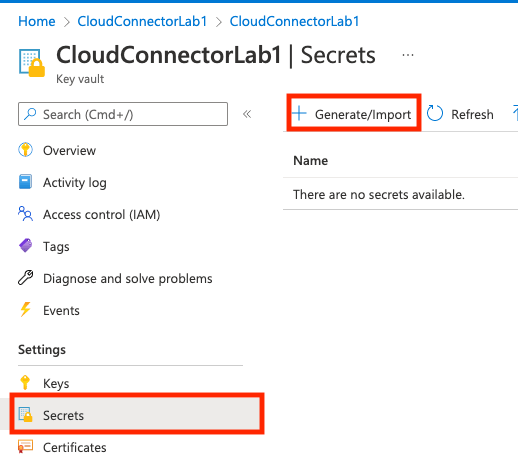 Home > CloudConnectorLab1 > CloudConnectorLab1
CloudConnectorLab1 | Secrets ...
Key vault
Search (Cmd+/)
Generate/Import
Refresh
Overview
Activity log
Access control (IAM)
Tags
Diagnose and solve problems
Events
Settings
Keys
Secrets
Certificates
Name
There are no secrets available.